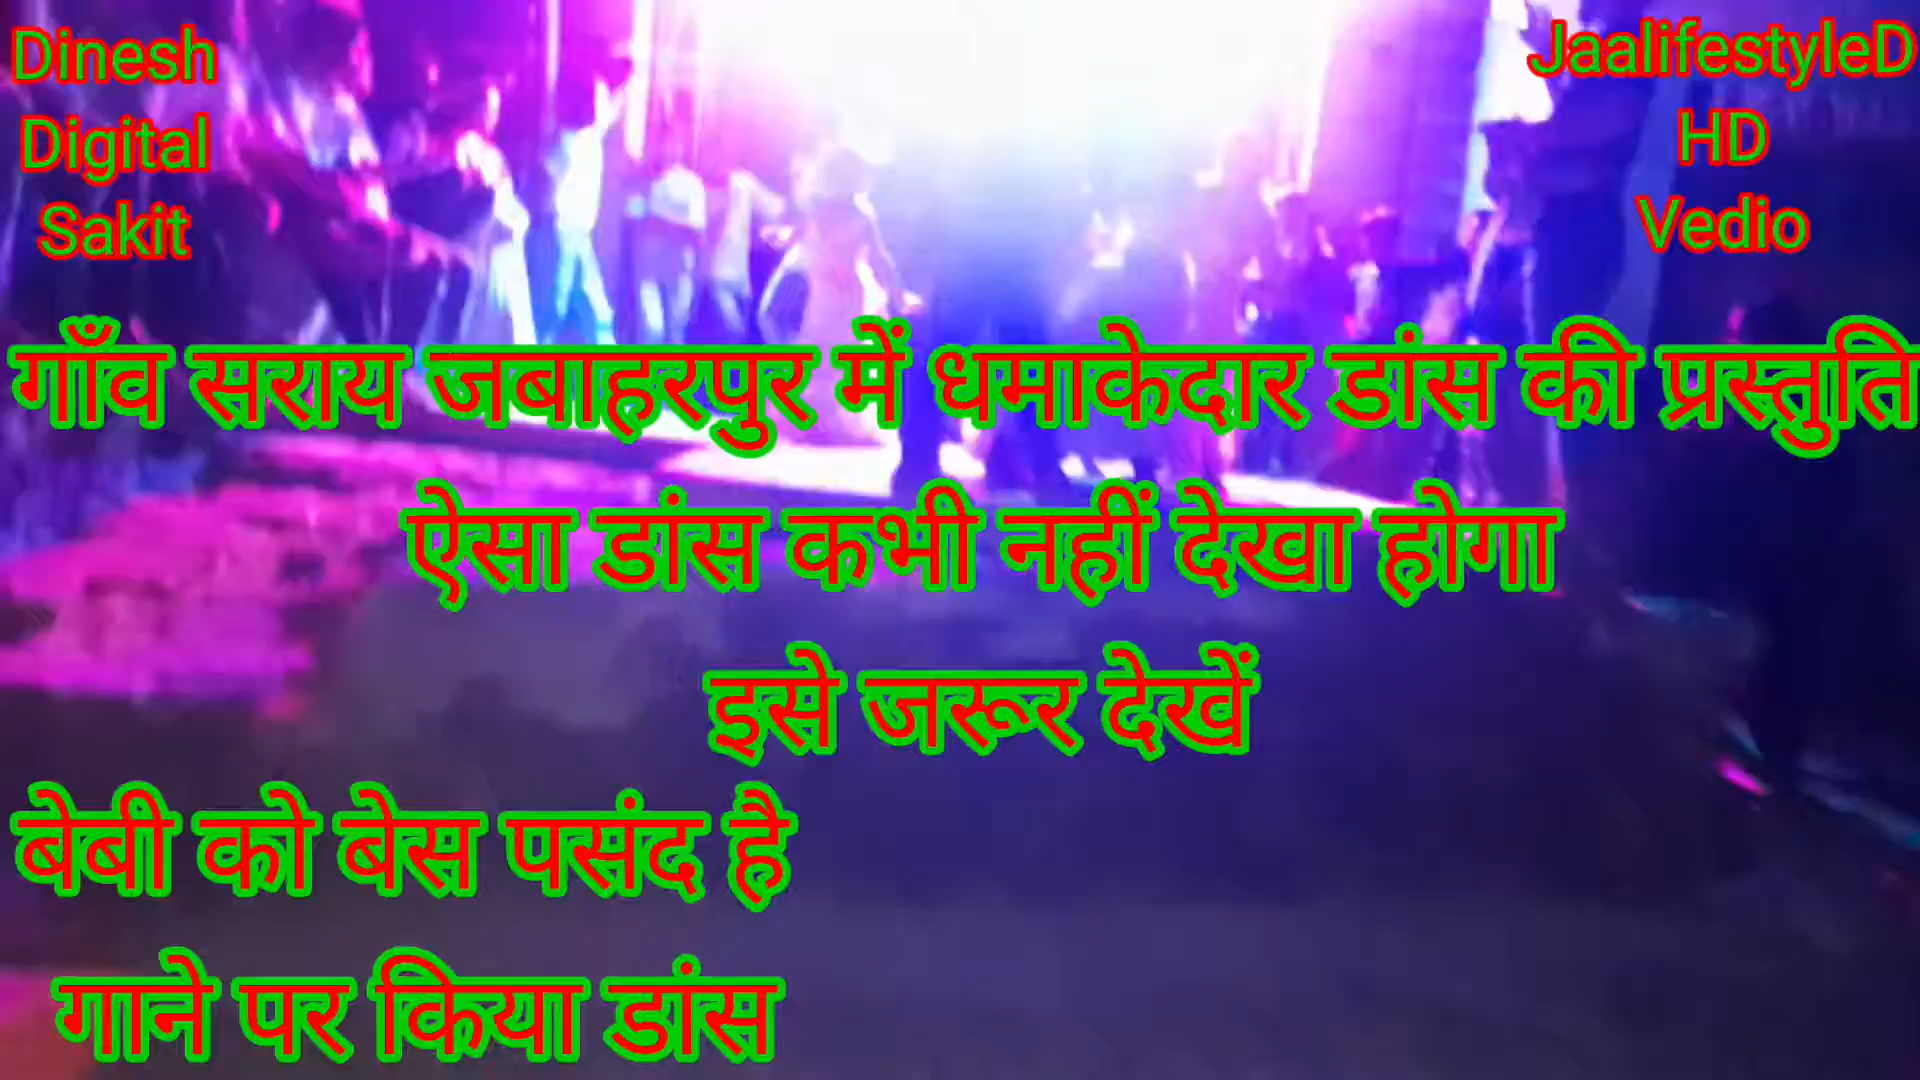 Dinesh
Digital
Sakit
JaalifestyleD
HD
Vedio
गाँव सराय जबाहरपुर में धमाकेदार डांस की प्रस्तुति
ऐसा डांस कभी नहीं देखा होगा
इसे जरूर देखें
बेबी को बेस पसंद है
गाने पर किया डांस